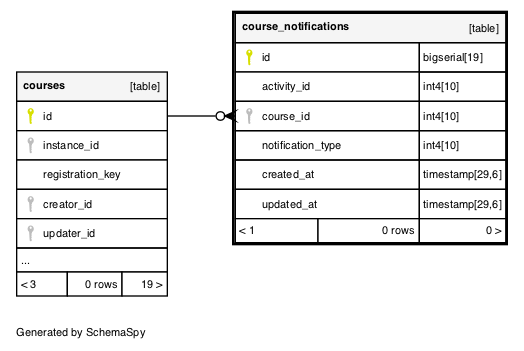 course_notifications [table]
id bigserial[19]
activity_id int4[10]
course_id int4[10]
notification_type int4[10]
created_at timestamp[29,6]
updated_at timestamp[29,6]
< 1 0 rows 0 >
courses [table]
id
instance_id
registration_key
creator_id
updater_id
...
< 3 0 rows 19 >
Generated by SchemaSpy